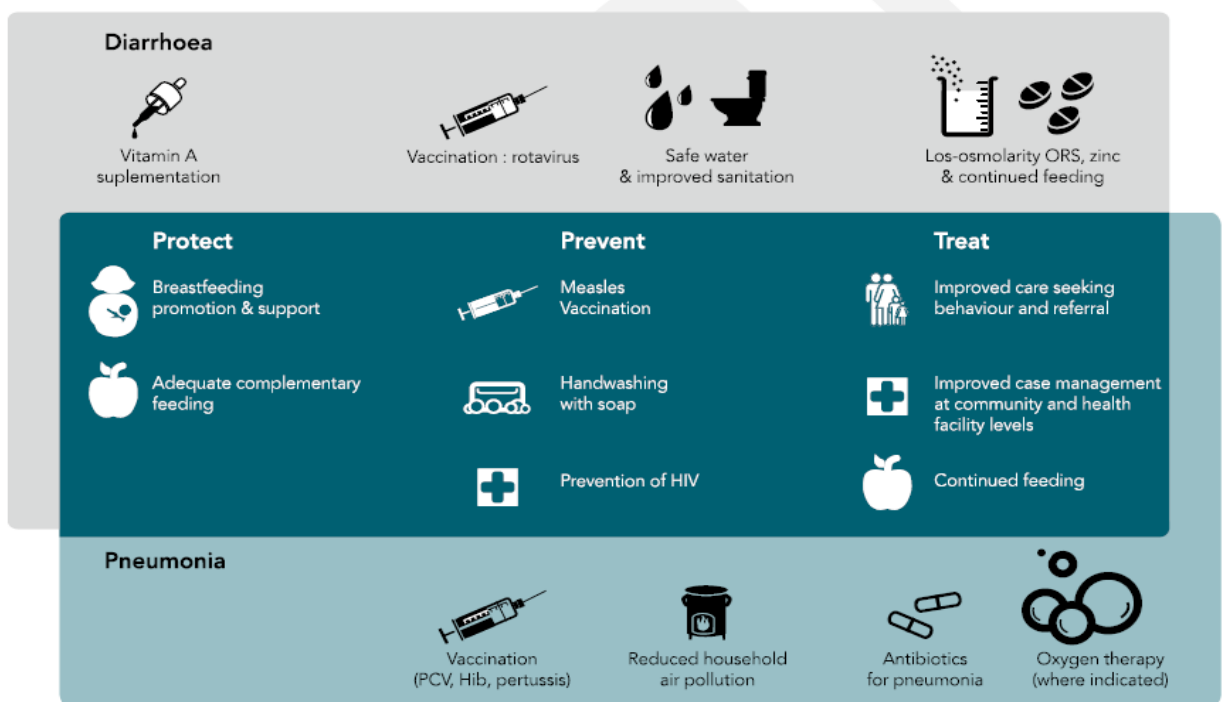 Diarrhoea
Vitamin A
suplementation
Vaccination : rotavirus
Safe water
& improved sanitation
Los-osmolarity ORS, zinc
& continued feeding
Protect
Breastfeeding
promotion & support
Adequate complementary
feeding
Prevent
Measles
Vaccination
Handwashing
with soap
Prevention of HIV
Treat
Improved care seeking
behaviour and referral
Improved case management
at community and health
facility levels
Continued feeding
Pneumonia
Vaccination
(PCV, Hib, pertussis)
Reduced household
air pollution
Antibiotics
for pneumonia
Oxygen therapy
(where indicated)